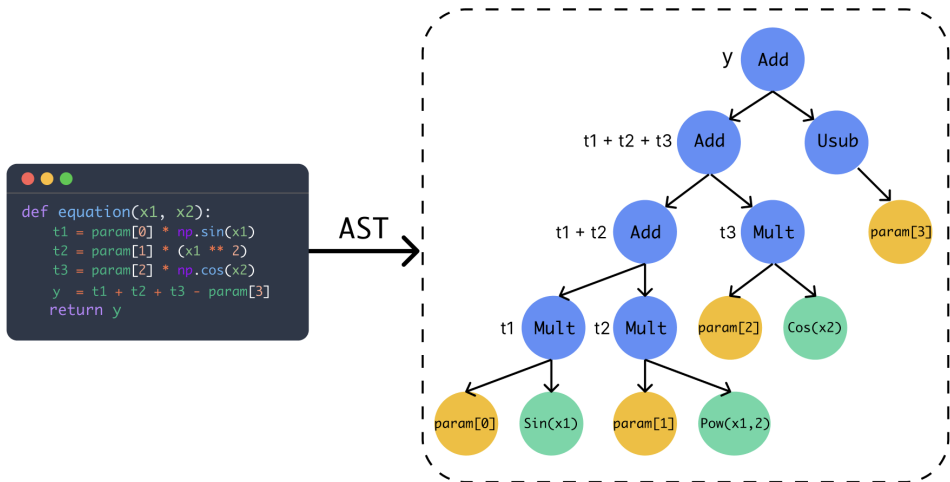 def equation(x1, x2):
t1 = param[0] * np.sin(x1)
t2 = param[1] * (x1 ** 2)
t3 = param[2] * np.cos(x2)
y = t1 + t2 + t3 - param[3]
return y
AST
y Add
t1 + t2 + t3 Add Usub
t1 + t2 Add t3 Mult param[3]
t1 Mult t2 Mult param[2] Cos(x2)
param[0] Sin(x1) param[1] Pow(x1,2)